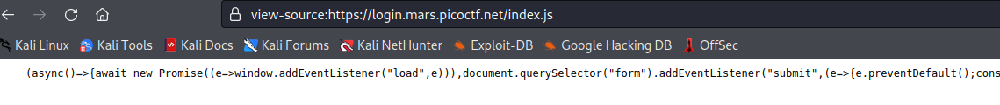 view-source:https://login.mars.picoctf.net/index.js
Kali Linux Kali Tools Kali Docs Kali Forums Kali NetHunter Exploit-DB Google Hacking DB OffSec
(async()=>{await new Promise((e=>window.addEventListener("load",e))),document.querySelector("form").addEventListener("submit",(e=>{e.preventDefault();cons